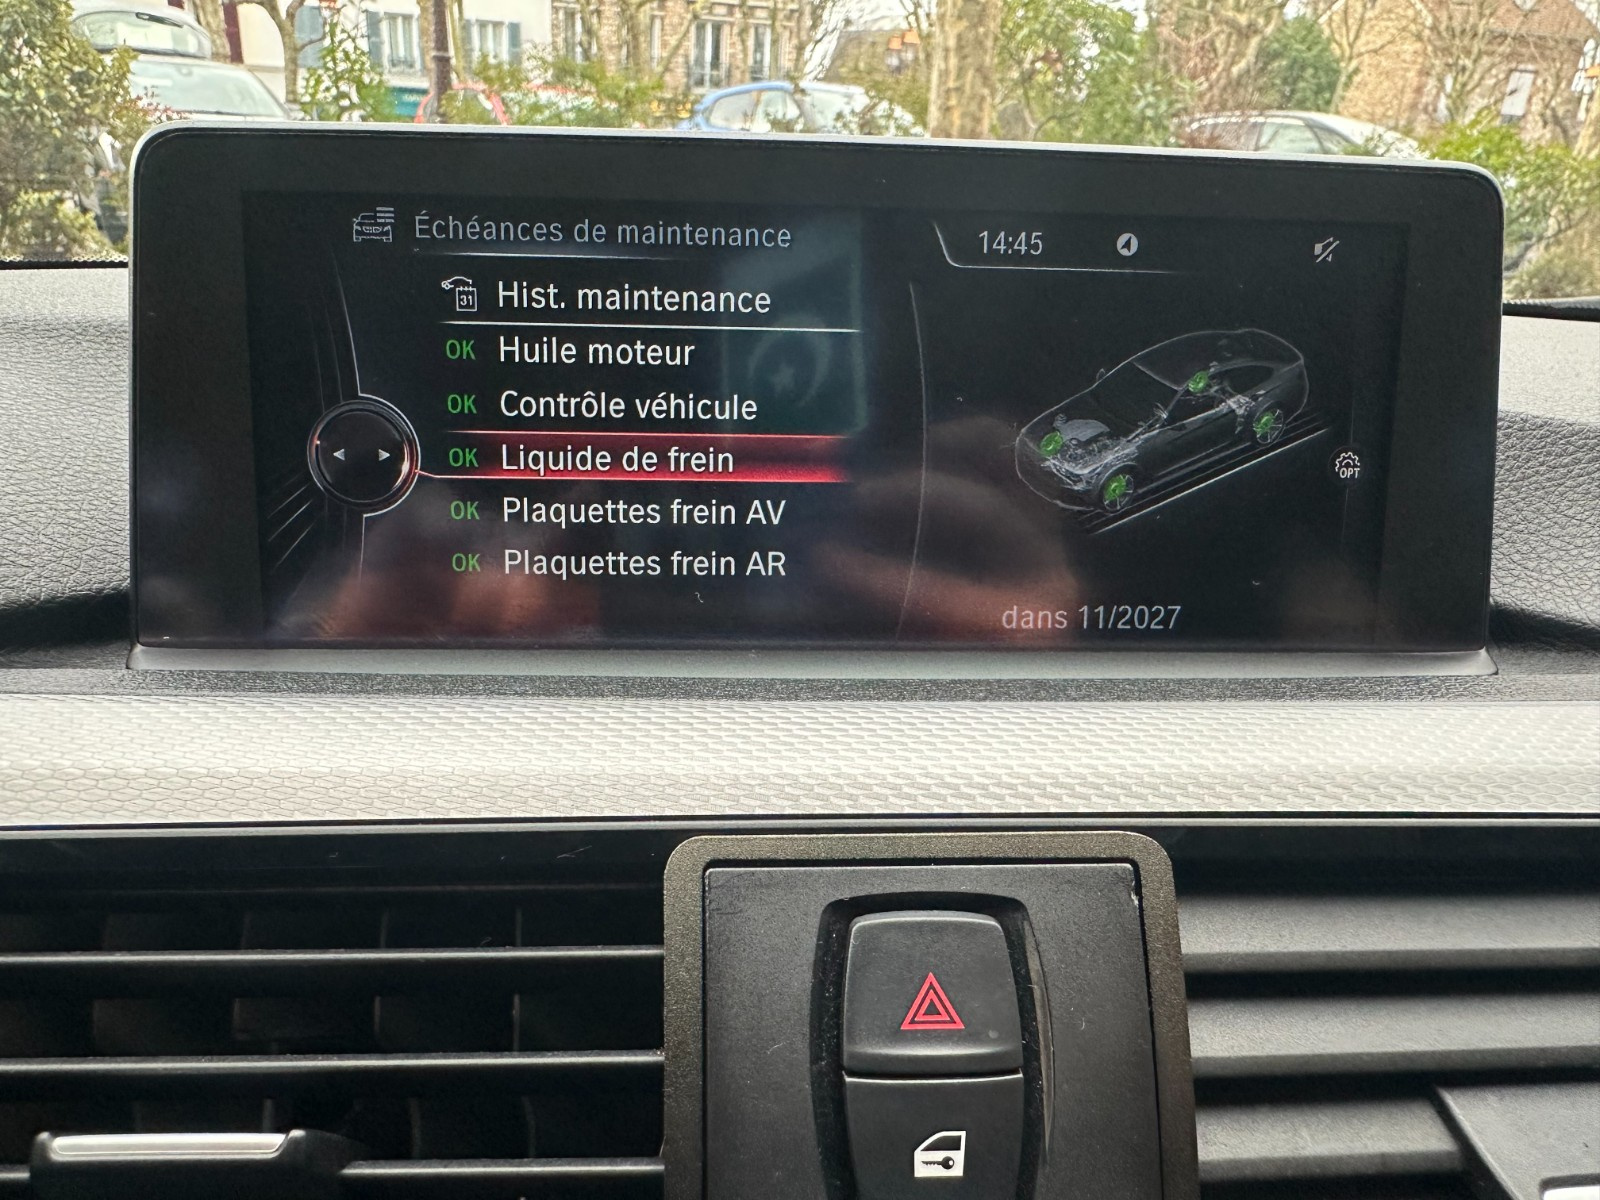 Échéances de maintenance
14:45
31
Hist. maintenance
OK Huile moteur
OK Contrôle véhicule
OK Liquide de frein
OK Plaquettes frein AV
OK Plaquettes frein AR
OPT
dans 11/2027